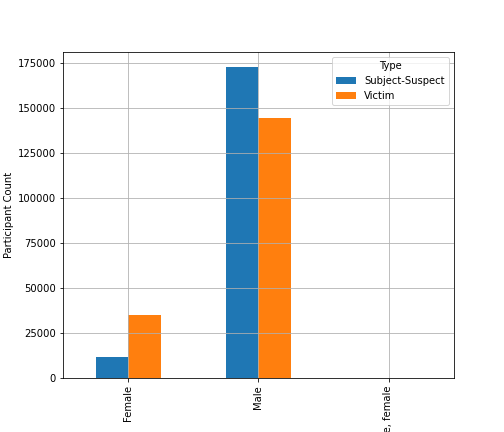 Type
Subject-Suspect
Victim
175000
150000
125000
100000
75000
50000
25000
0
Participant Count
Female
Male
e, female